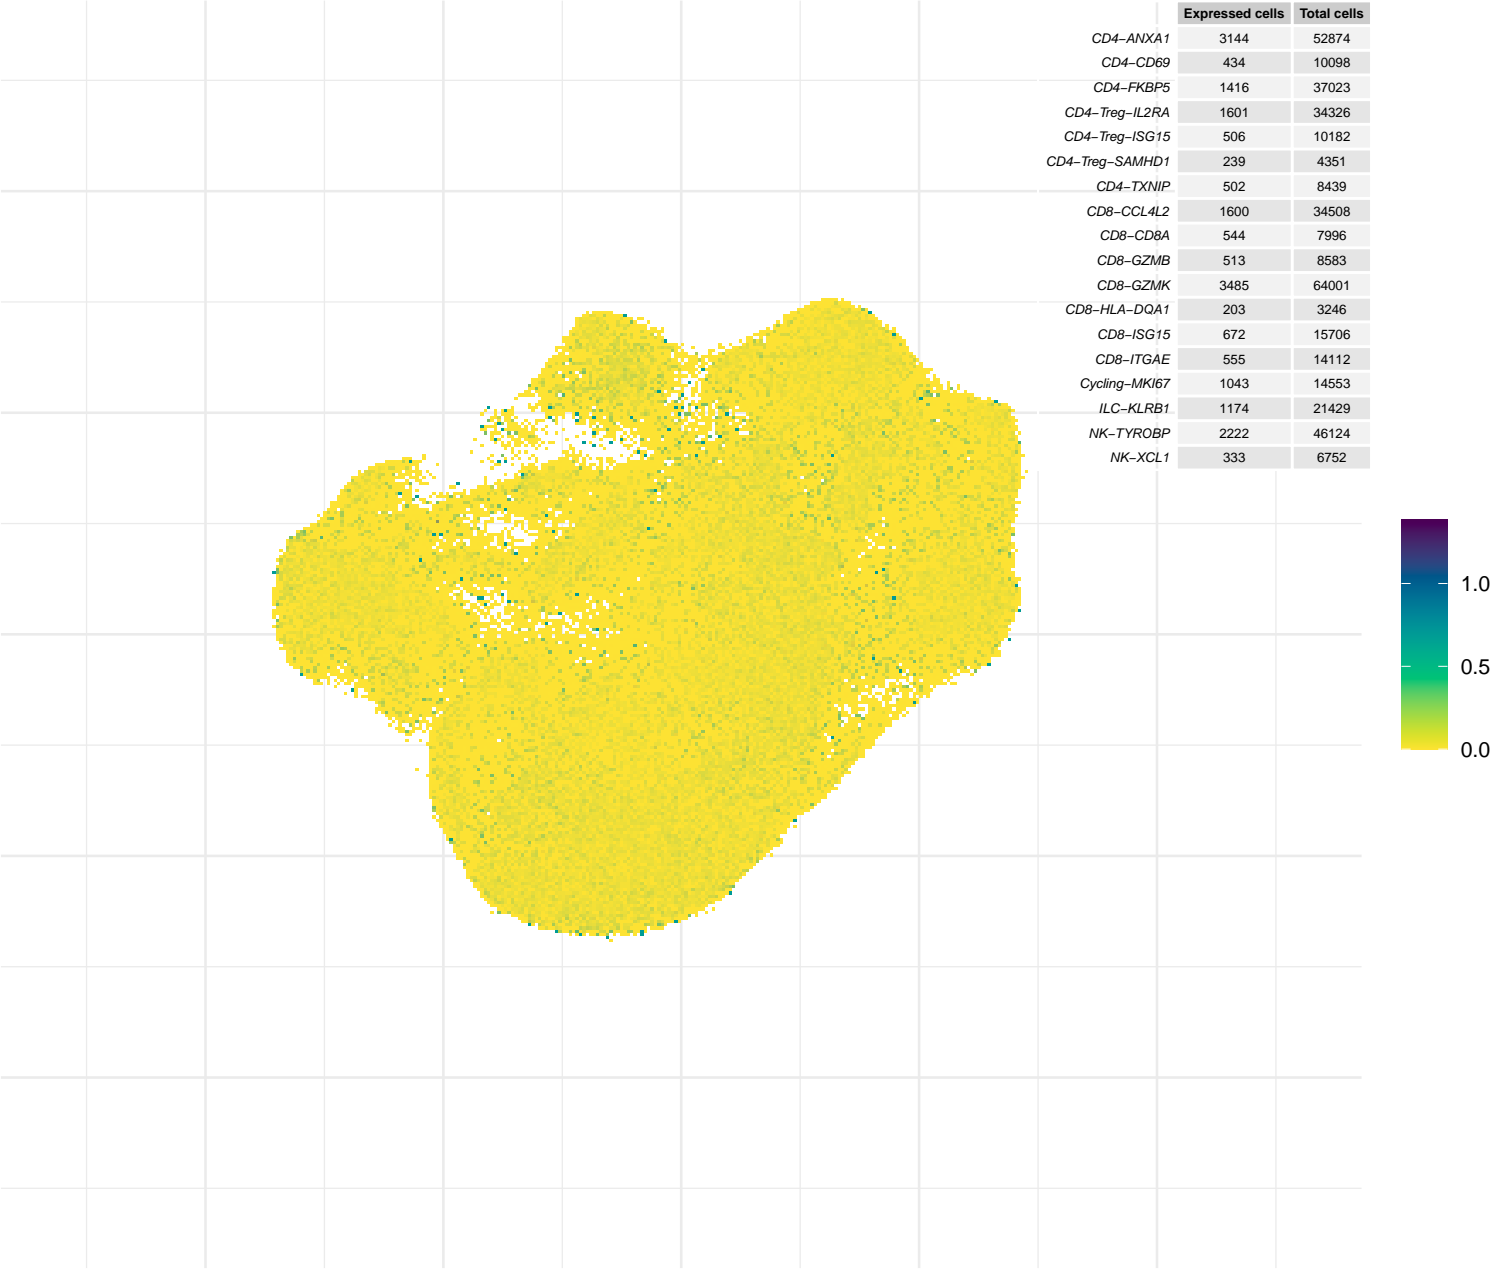 Expressed cells Total cells
CD4−ANXA1 3144 52874
CD4−CD69 434 10098
CD4−FKBP5 1416 37023
CD4−Treg−IL2RA 1601 34326
CD4−Treg−ISG15 506 10182
CD4−Treg−SAMHD1 239 4351
CD4−TXNIP 502 8439
CD8−CCL4L2 1600 34508
CD8−CD8A 544 7996
CD8−GZMB 513 8583
CD8−GZMK 3485 64001
CD8−HLA−DQA1 203 3246
CD8−ISG15 672 15706
CD8−ITGAE 555 14112
Cycling−MKI67 1043 14553
ILC−KLRB1 1174 21429
NK−TYROBP 2222 46124
NK−XCL1 333 6752
1.0
0.5
0.0